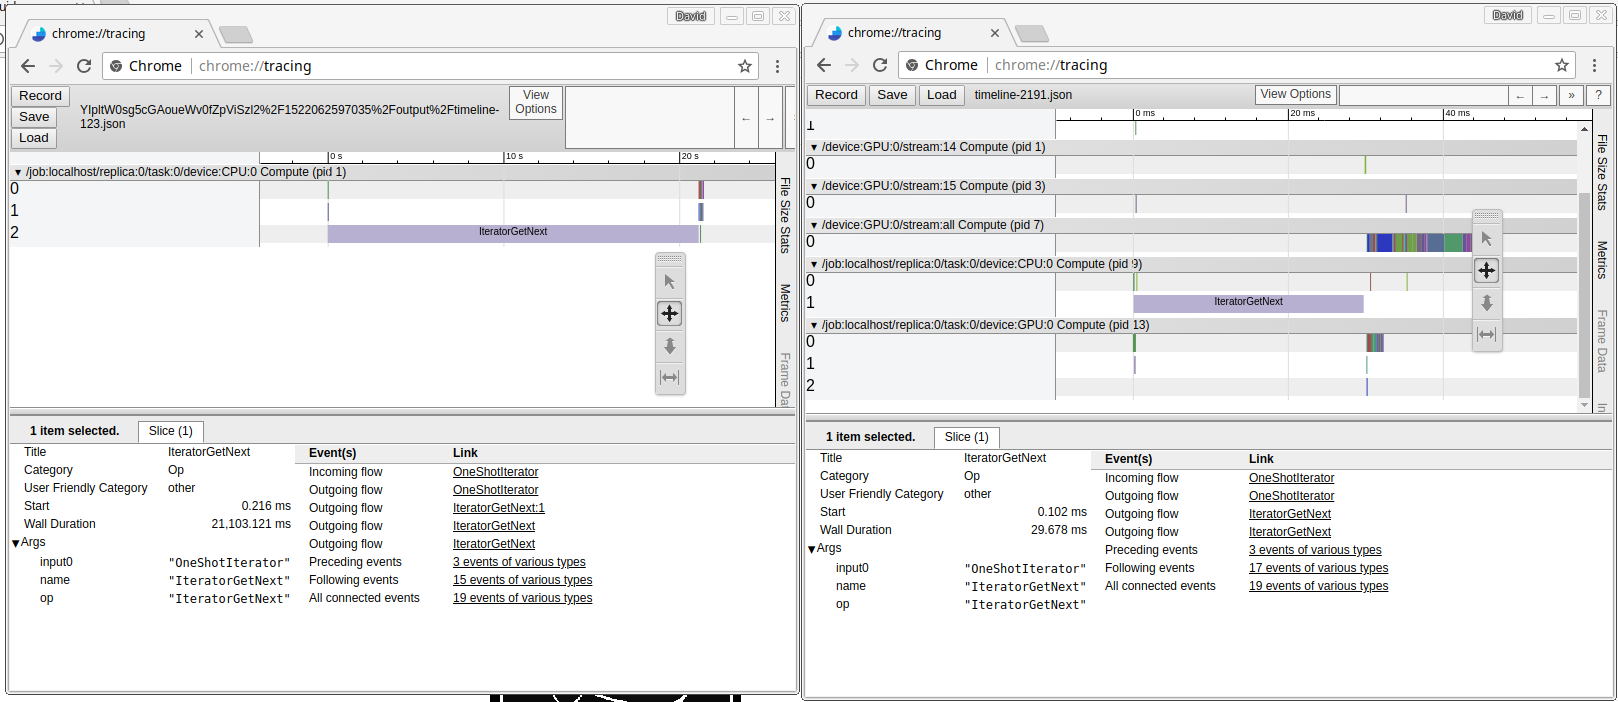 David
chrome://tracing
Chrome
chrome://tracing
Record
Save
Load
YlpltW0sg5cGAoueWv0fZpViSzl2%2F1522062597035%2Foutput%2Ftimeline-
123.json
View
Options
←
→
0 s
10 s
20 s
/job:localhost/replica:0/task:0/device:CPU:0 Compute (pid 1)
0
1
2
IteratorGetNext
File Size Stats
Metrics
Frame Dat
1 item selected.
Slice (1)
Title IteratorGetNext
Category Op
User Friendly Category other
Start 0.216 ms
Wall Duration 21,103.121 ms
Args
input0 "OneShotIterator"
name "IteratorGetNext"
op "IteratorGetNext"
Event(s) Link
Incoming flow OneShotIterator
Outgoing flow OneShotIterator
Outgoing flow IteratorGetNext:1
Outgoing flow IteratorGetNext
Outgoing flow IteratorGetNext
Preceding events 3 events of various types
Following events 15 events of various types
All connected events 19 events of various types
David
chrome://tracing
Chrome
chrome://tracing
Record
Save
Load
timeline-2191.json
View Options
←
→
»
?
0 ms
20 ms
40 ms
1
/device:GPU:0/stream:14 Compute (pid 1)
0
/device:GPU:0/stream:15 Compute (pid 3)
0
/device:GPU:0/stream:all Compute (pid 7)
0
/job:localhost/replica:0/task:0/device:CPU:0 Compute (pid 9)
0
1
IteratorGetNext
/job:localhost/replica:0/task:0/device:GPU:0 Compute (pid 13)
0
1
2
File Size Stats
Metrics
Frame Data
In
1 item selected.
Slice (1)
Title IteratorGetNext
Category Op
User Friendly Category other
Start 0.102 ms
Wall Duration 29.678 ms
Args
input0 "OneShotIterator"
name "IteratorGetNext"
op "IteratorGetNext"
Event(s) Link
Incoming flow OneShotIterator
Outgoing flow OneShotIterator
Outgoing flow IteratorGetNext
Outgoing flow IteratorGetNext
Preceding events 3 events of various types
Following events 17 events of various types
All connected events 19 events of various types